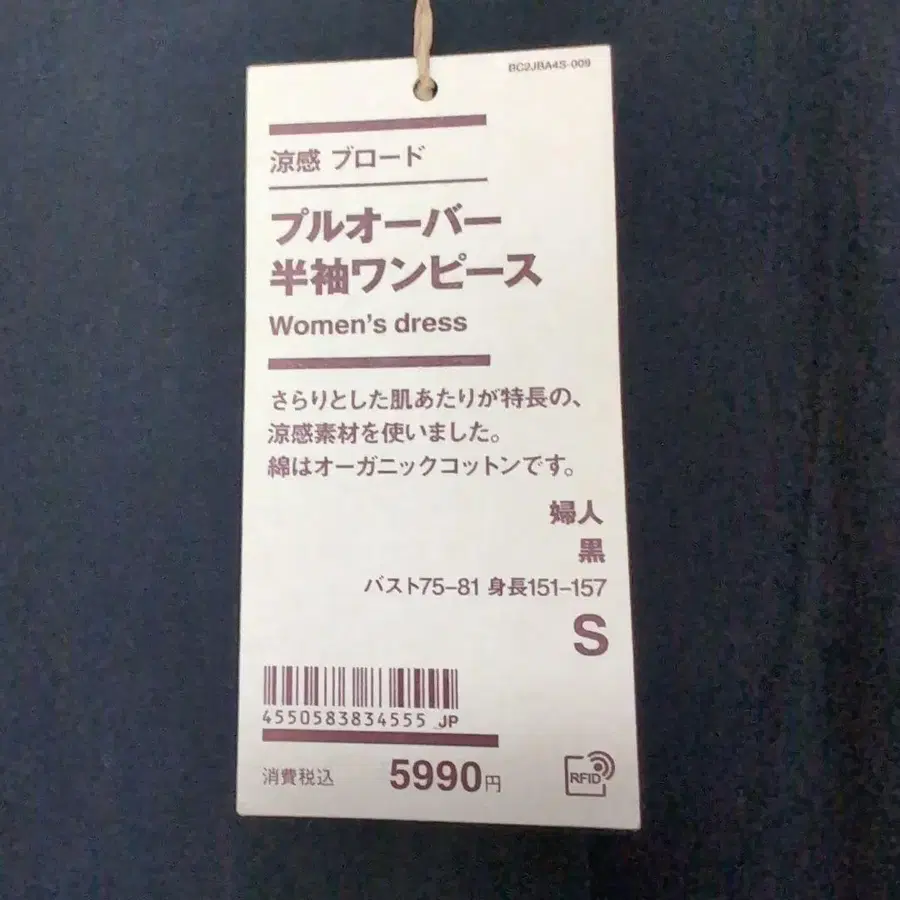 BC2JBA4S-009
涼感 ブロード
プルオーバー
半袖ワンピース
Women's dress
さらりとした肌あたりが特長の、
涼感素材を使いました。
綿はオーガニックコットンです。
婦人
黒
バスト75–81 身長151–157
S
4550583834555 JP
消費税込 5990円
RFID